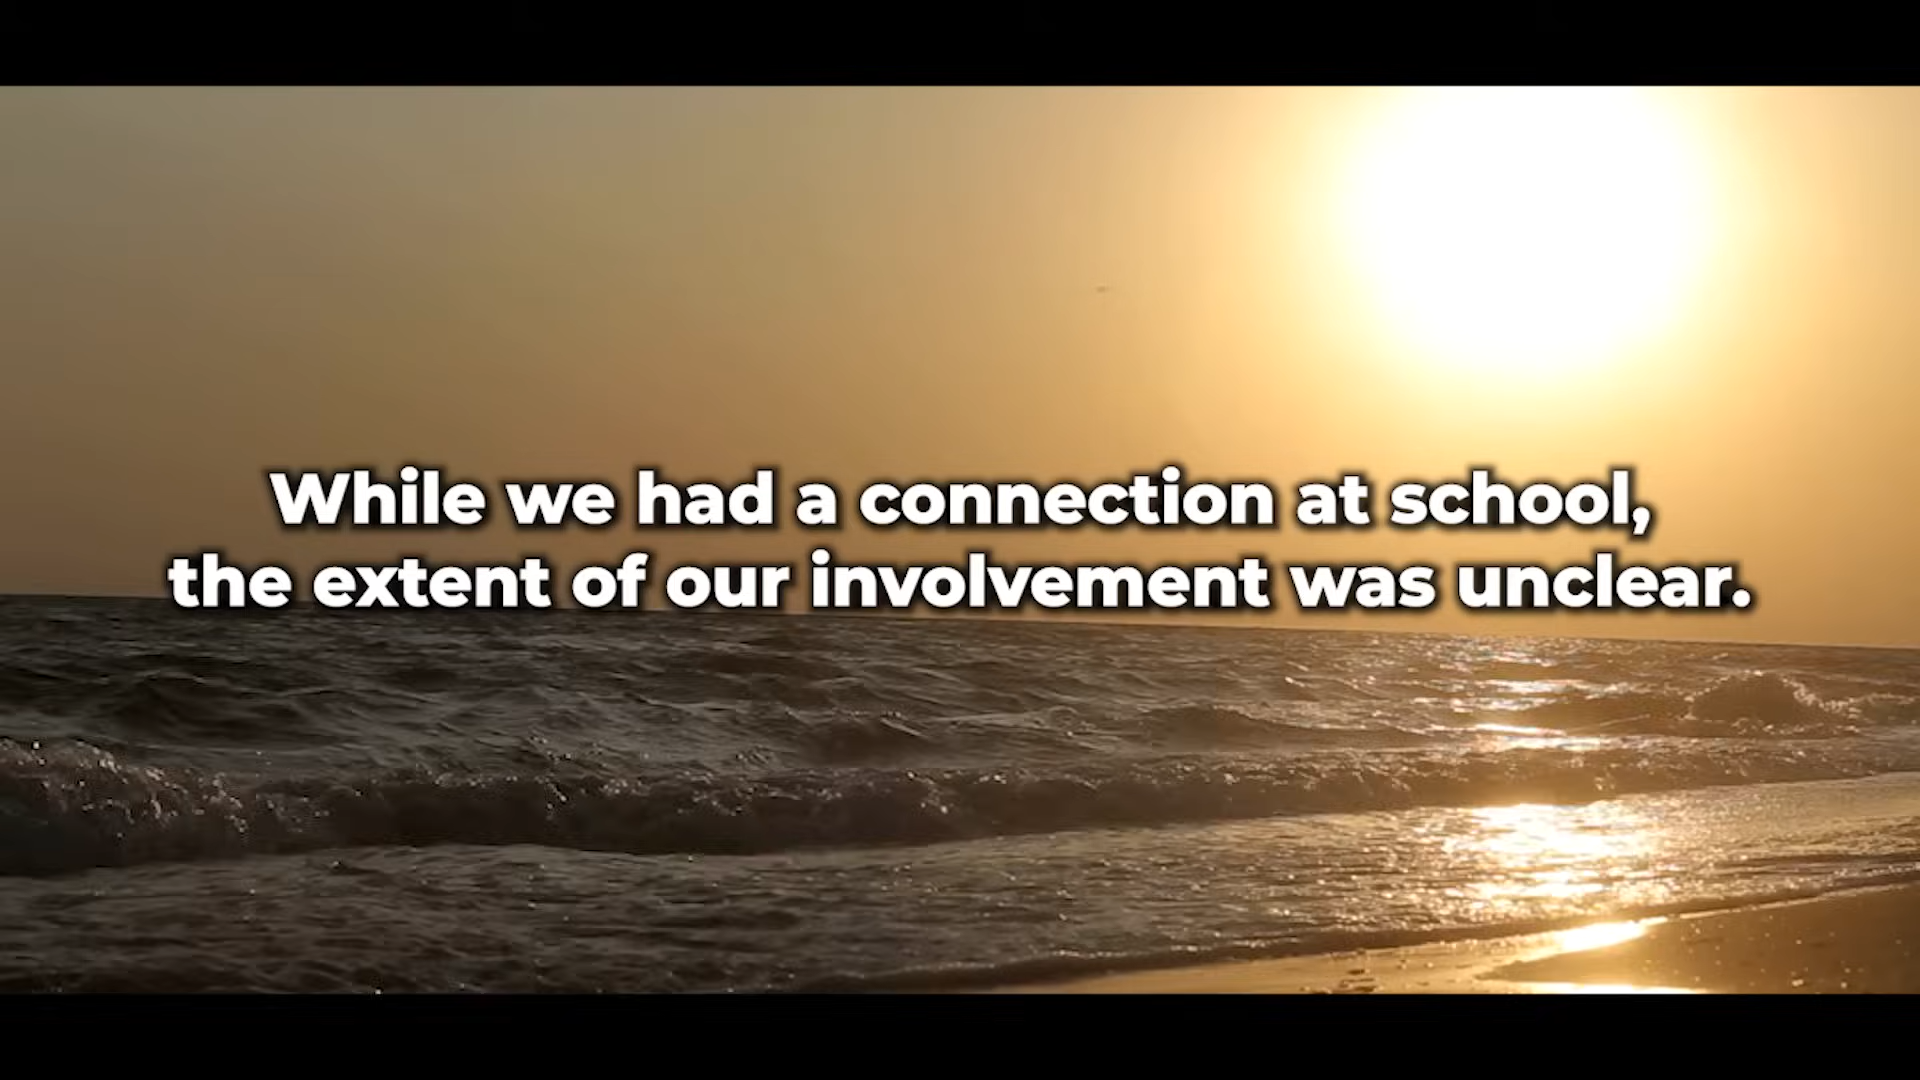 While we had a connection at school,
the extent of our involvement was unclear.